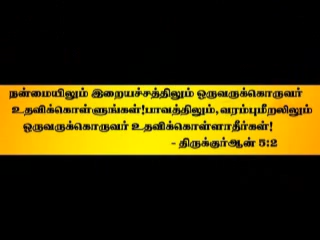 நன்மையிலும் இறையச்சத்திலும் ஒருவருக்கொருவர்
உதவிக்கொள்ளுங்கள்!பாவத்திலும்,வரம்புமீறலிலும்
ஒருவருக்கொருவர் உதவிக்கொள்ளாதீர்கள்!
- திருக்குர்ஆன் 5:2